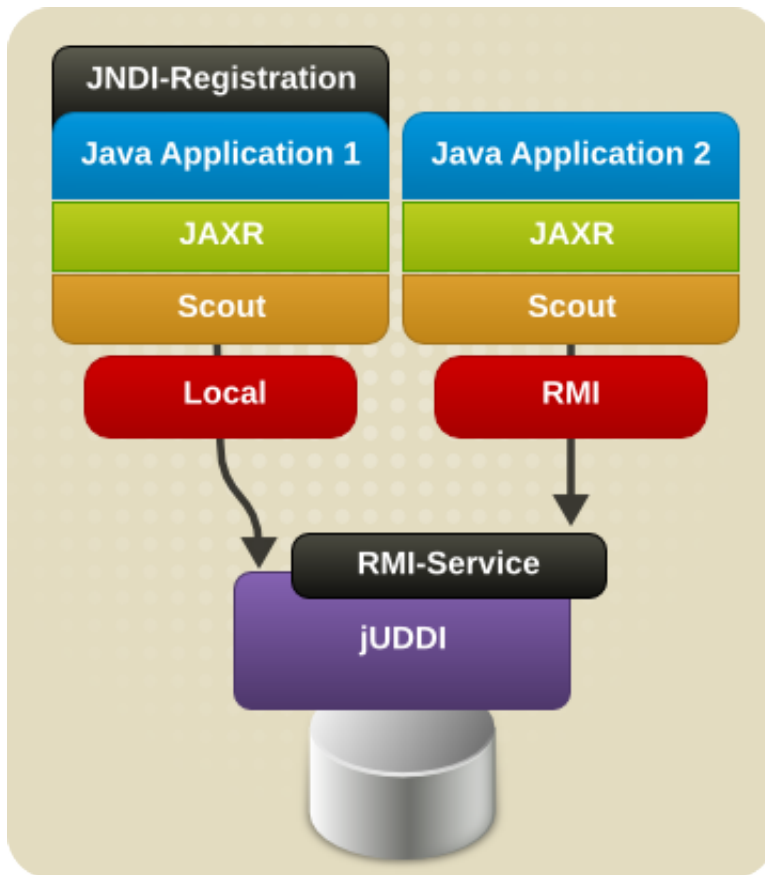 JNDI-Registration
Java Application 1
Java Application 2
JAXR
JAXR
Scout
Scout
Local
RMI
RMI-Service
jUDDI